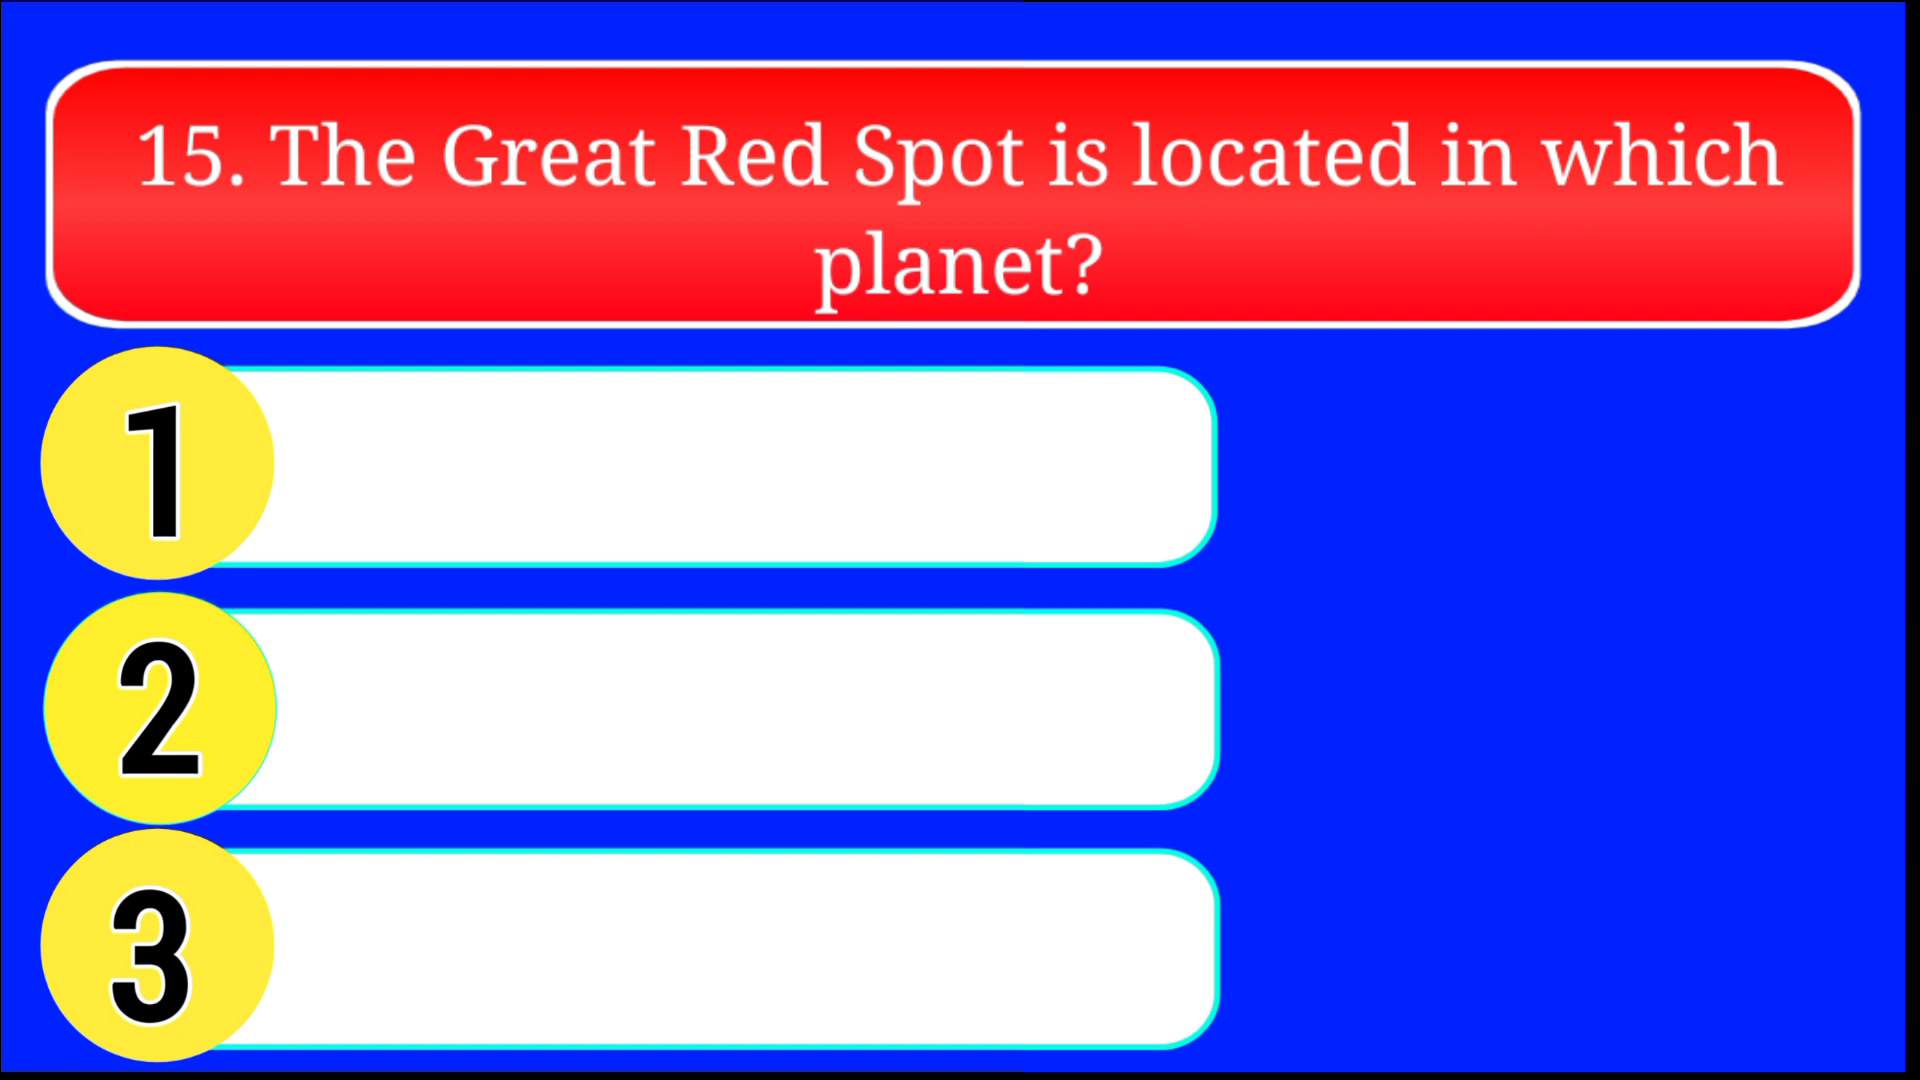 15. The Great Red Spot is located in which
planet?
1
2
3